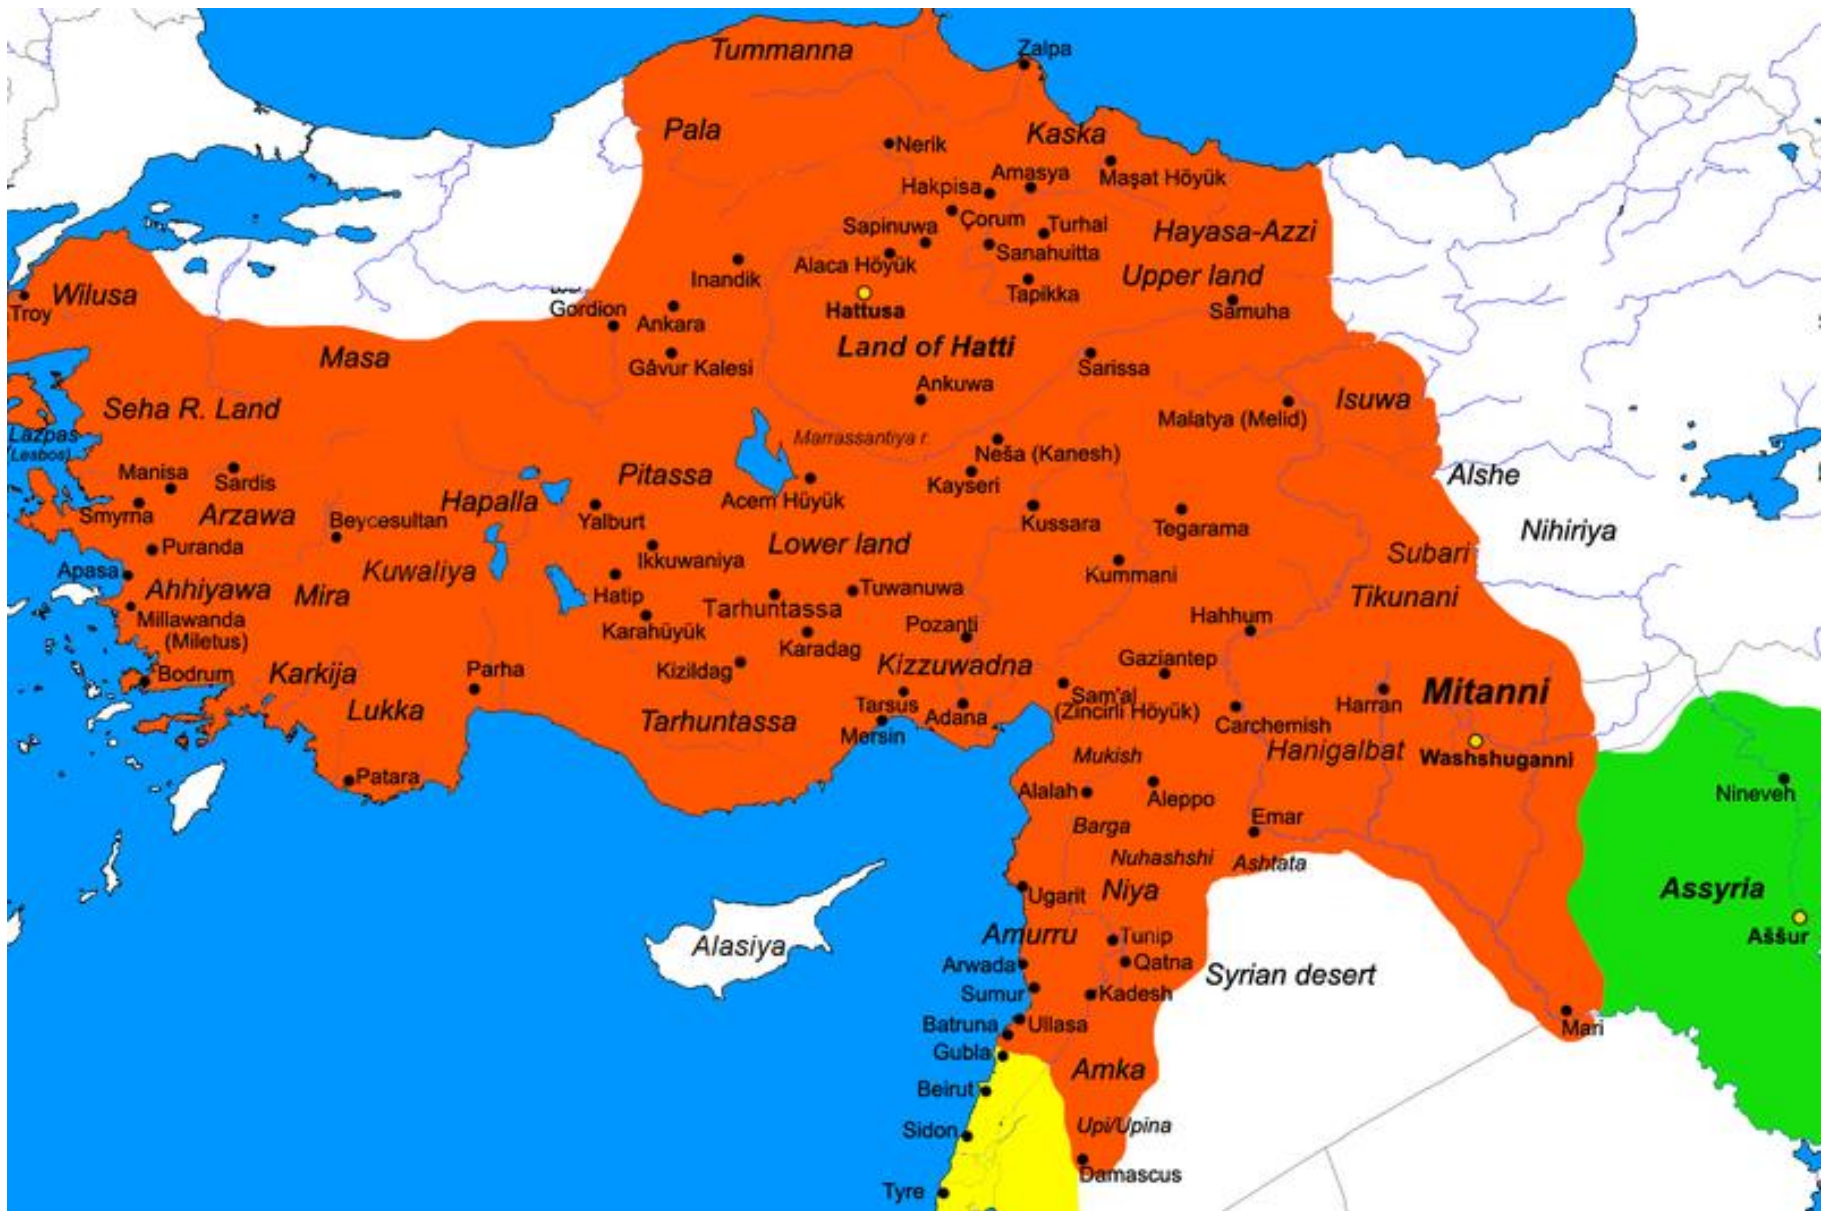 Tummanna
Zalpa
Pala
Kaska
Nerik
Amasya
Maşat Höyük
Hakpisa
Çorum
Turhal
Sapinuwa
Hayasa-Azzi
Sanahuitta
Alaca Höyük
Inandik
Upper land
Tapikka
Wilusa
Troy
Gordion
Ankara
Hattusa
Samuha
Masa
Gâvur Kalesi
Land of Hatti
Sarissa
Ankuwa
Isuwa
Seha R. Land
Malatya (Melid)
Lazpas
(Lesbos)
Marrassantiya r.
Neša (Kanesh)
Manisa
Sardis
Pitassa
Kayseri
Alshe
Acem Hüyük
Hapalla
Smyrna
Arzawa
Beycesultan
Yalburt
Kussara
Tegarama
Nihiriya
Puranda
Lower land
Ikkuwaniya
Subari
Apasa
Kuwaliya
Kummani
Ahhiyawa
Mira
Hatip
Tuwanuwa
Tikunani
Millawanda
(Miletus)
Tarhuntassa
Hahhum
Karahüyük
Pozanti
Karadag
Gaziantep
Bodrum
Karkija
Parha
Kizildag
Kizzuwadna
Mitanni
Sam'al
(Zincirli Höyük)
Harran
Lukka
Tarhuntassa
Tarsus
Adana
Carchemish
Mersin
Hanigalbat
Mukish
Washshuganni
Patara
Alalah
Aleppo
Nineveh
Barga
Emar
Nuhashshi
Ashtata
Ugarit
Niya
Assyria
Amurru
Tunip
Aššur
Alasiya
Arwada
Qatna
Syrian desert
Sumur
Kadesh
Batruna
Ullasa
Mari
Gubla
Amka
Beirut
Upi/Upina
Sidon
Damascus
Tyre